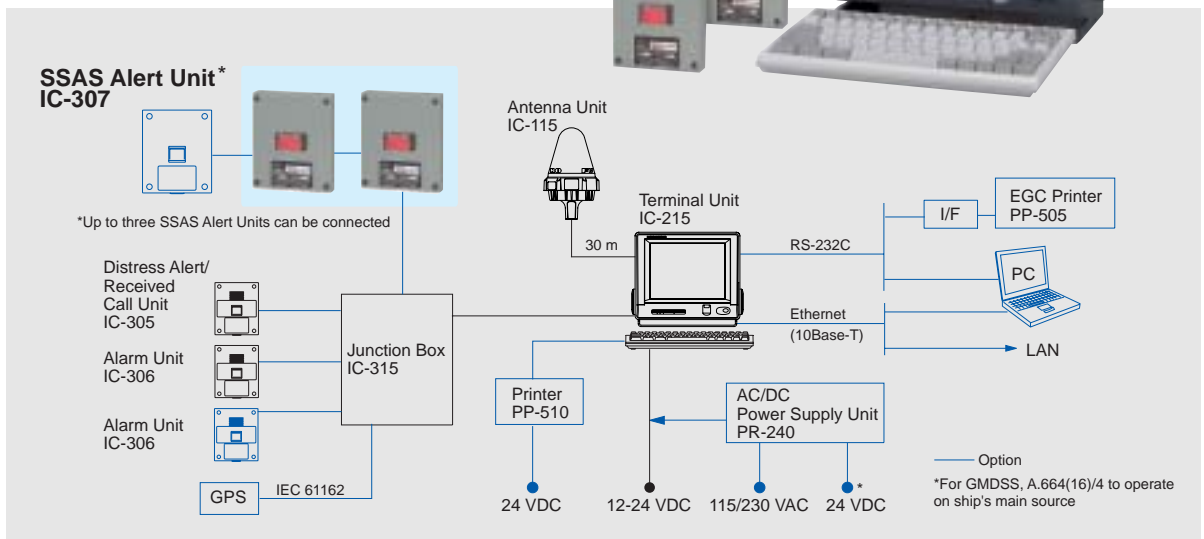 SSAS Alert Unit*
IC-307
*Up to three SSAS Alert Units can be connected
Distress Alert/
Received
Call Unit
IC-305
Alarm Unit
IC-306
Alarm Unit
IC-306
GPS
IEC 61162
Junction Box
IC-315
Antenna Unit
IC-115
30 m
Terminal Unit
IC-215
RS-232C
I/F
EGC Printer
PP-505
PC
Ethernet
(10Base-T)
LAN
Printer
PP-510
AC/DC
Power Supply Unit
PR-240
24 VDC
12-24 VDC
115/230 VAC
*
24 VDC
Option
*For GMDSS, A.664(16)/4 to operate
on ship's main source